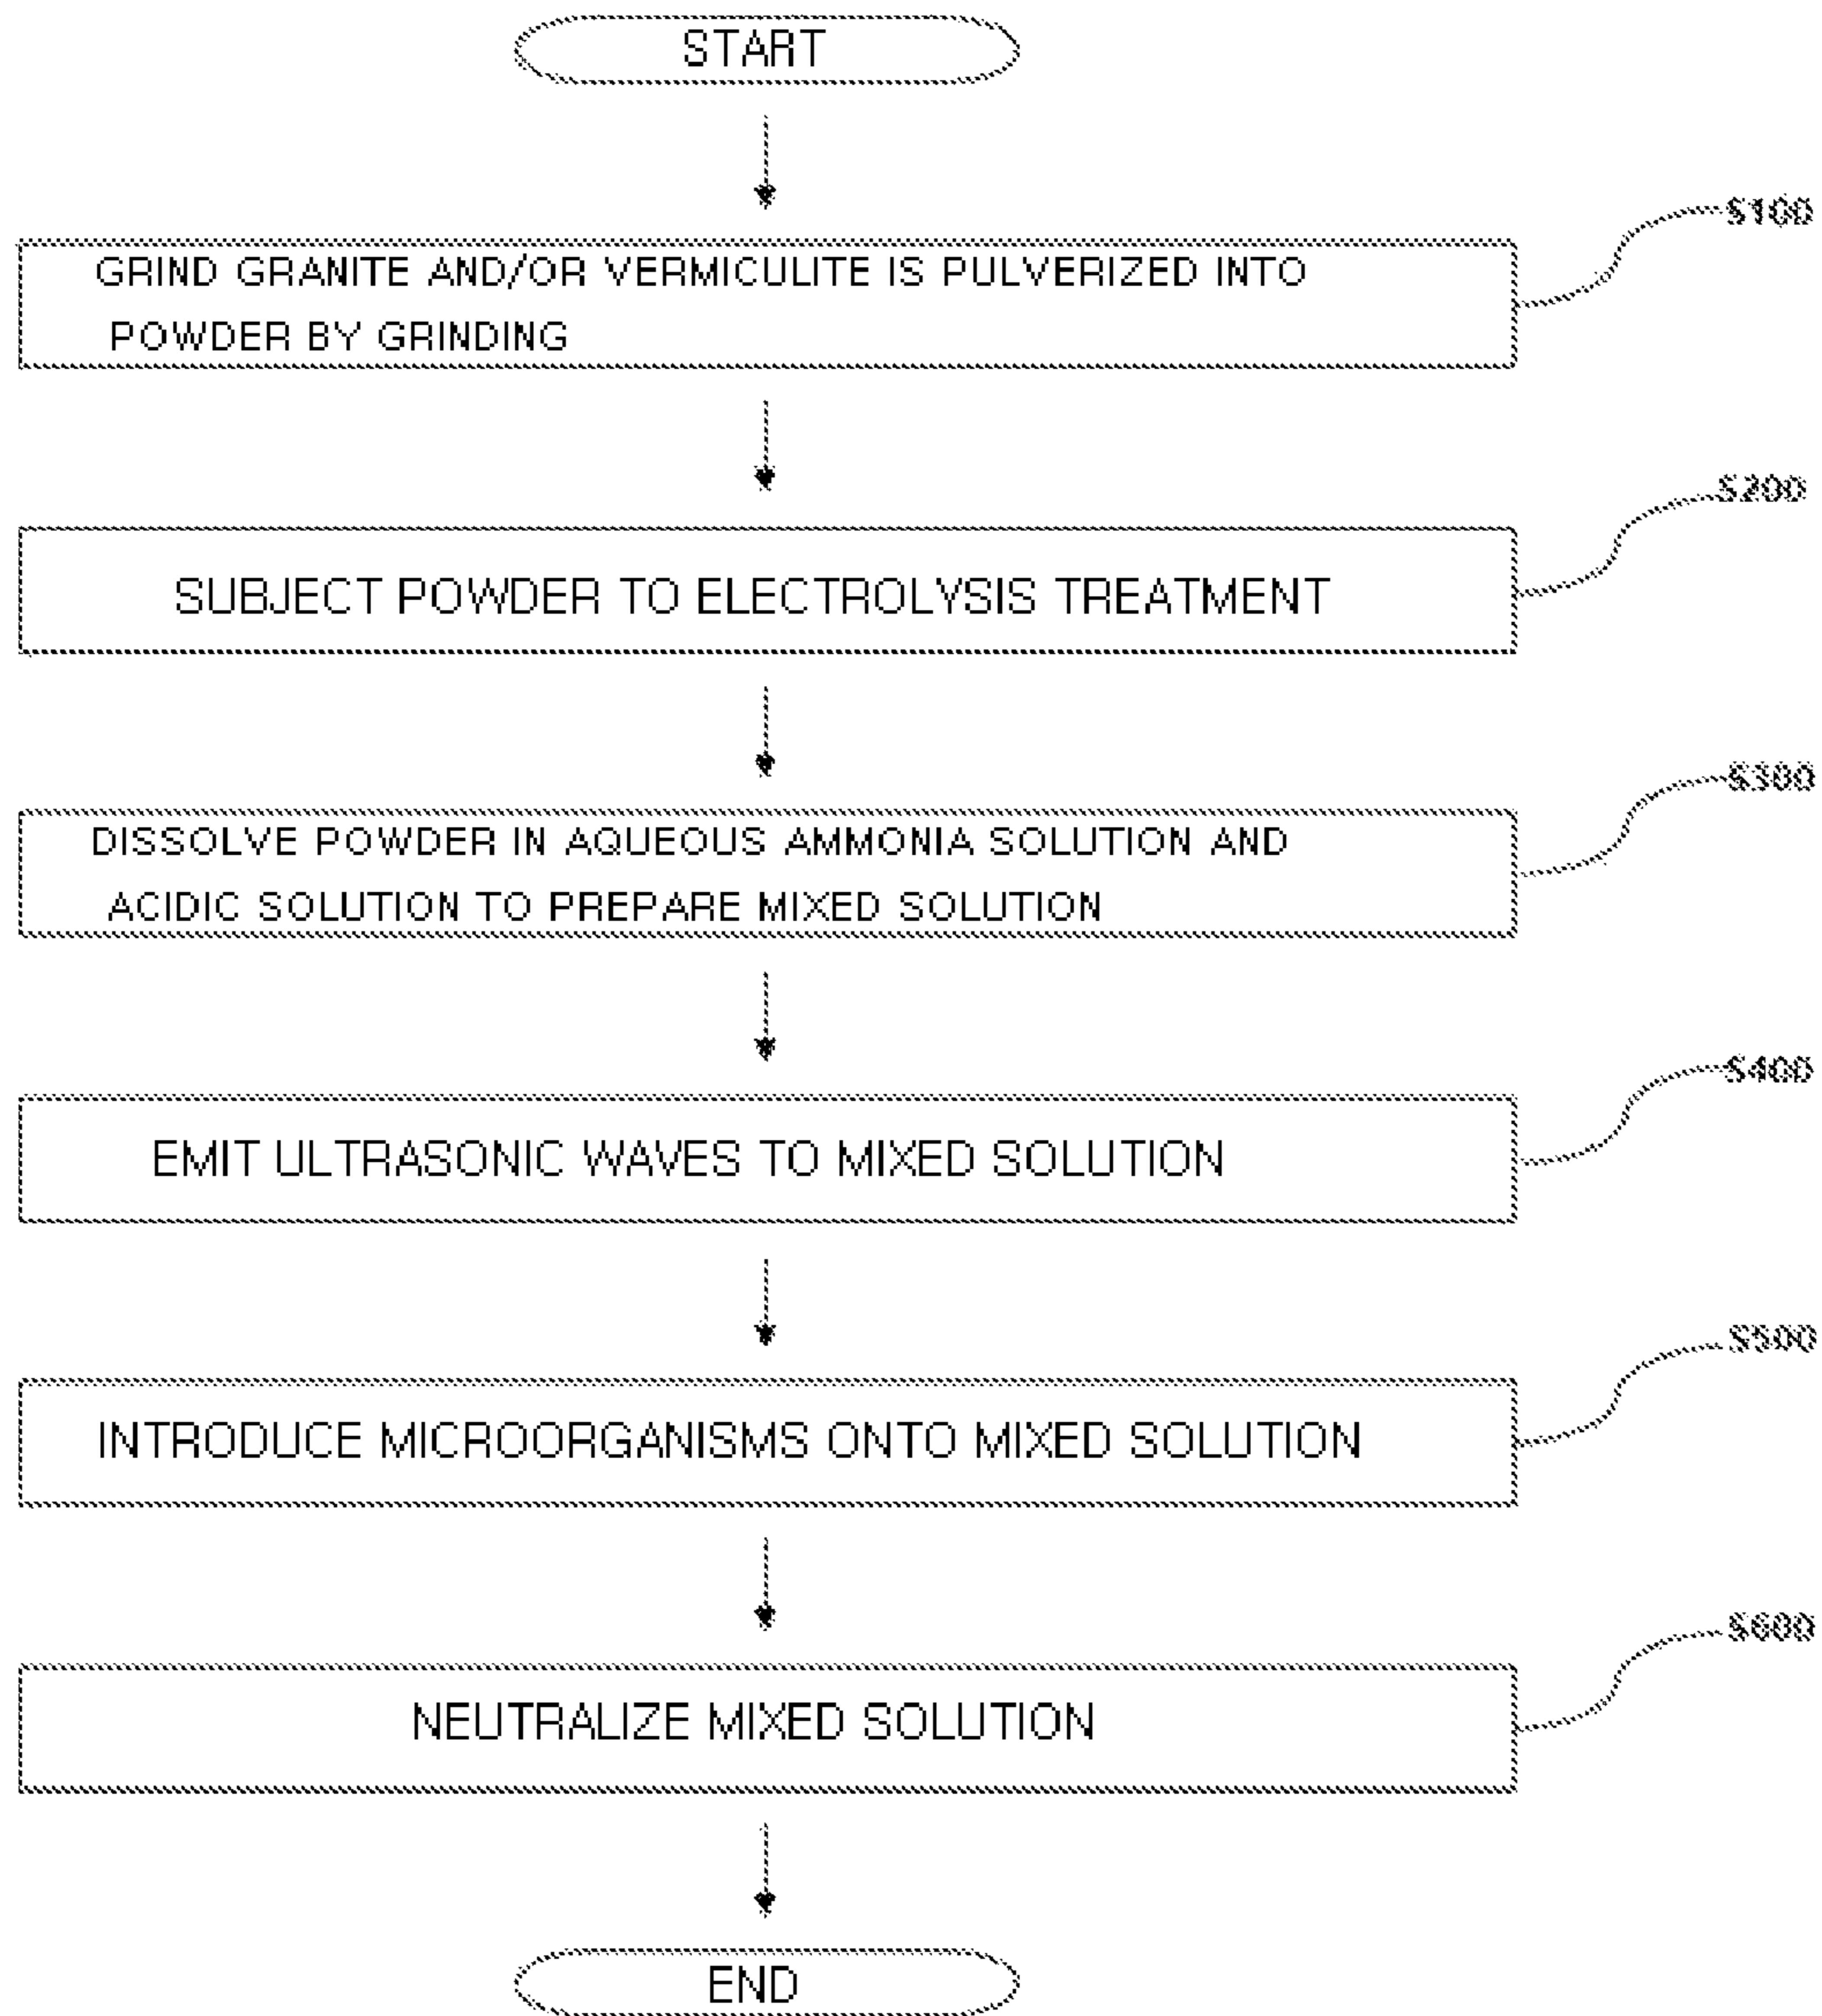 START
S100
GRIND GRANITE AND/OR VERMICULITE IS PULVERIZED INTO
POWDER BY GRINDING
S200
SUBJECT POWDER TO ELECTROLYSIS TREATMENT
S300
DISSOLVE POWDER IN AQUEOUS AMMONIA SOLUTION AND
ACIDIC SOLUTION TO PREPARE MIXED SOLUTION
S400
EMIT ULTRASONIC WAVES TO MIXED SOLUTION
S500
INTRODUCE MICROORGANISMS ONTO MIXED SOLUTION
S600
NEUTRALIZE MIXED SOLUTION
END